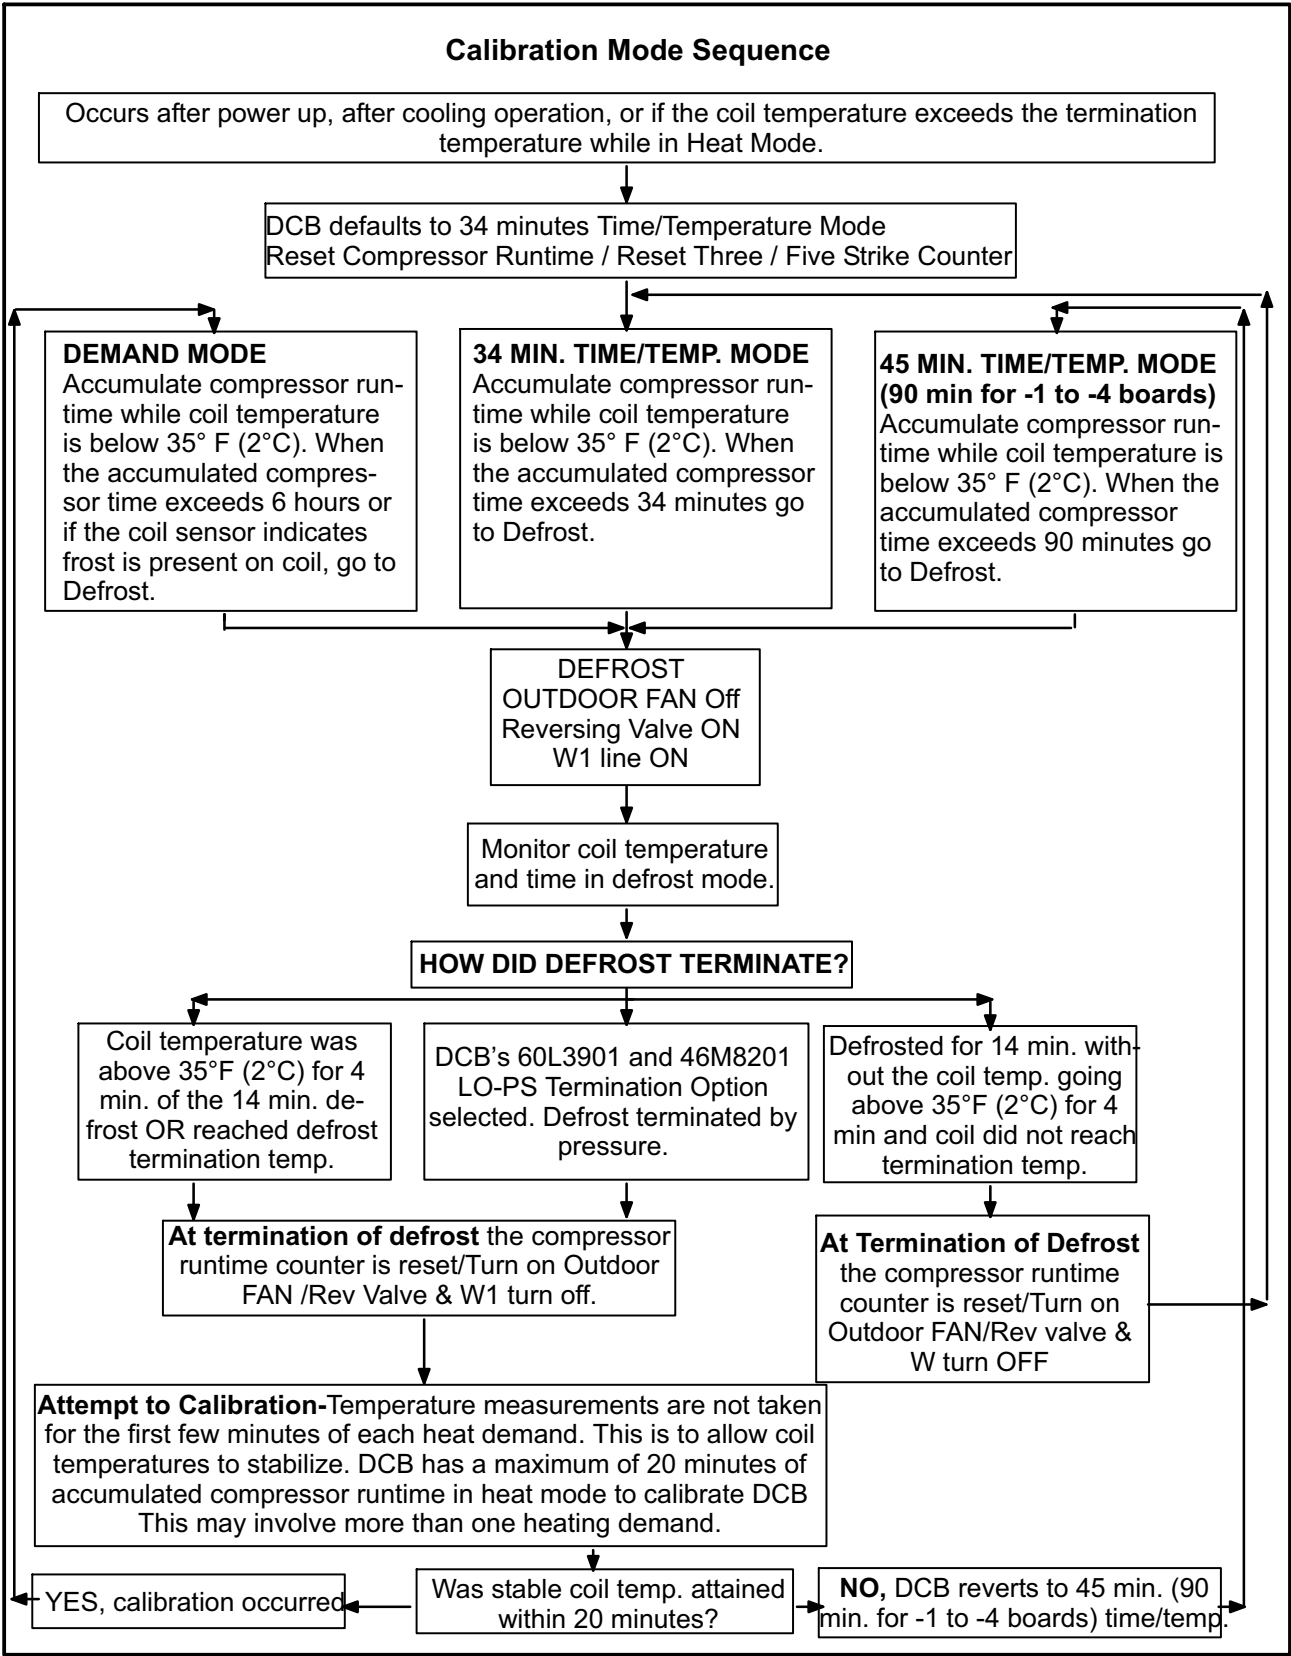 Calibration Mode Sequence
Occurs after power up, after cooling operation, or if the coil temperature exceeds the termination
temperature while in Heat Mode.
DCB defaults to 34 minutes Time/Temperature Mode
Reset Compressor Runtime / Reset Three / Five Strike Counter
DEMAND MODE
Accumulate compressor run-
time while coil temperature
is below 35° F (2°C). When
the accumulated compres-
sor time exceeds 6 hours or
if the coil sensor indicates
frost is present on coil, go to
Defrost.
34 MIN. TIME/TEMP. MODE
Accumulate compressor run-
time while coil temperature
is below 35° F (2°C). When
the accumulated compressor
time exceeds 34 minutes go
to Defrost.
45 MIN. TIME/TEMP. MODE
(90 min for -1 to -4 boards)
Accumulate compressor run-
time while coil temperature is
below 35° F (2°C). When the
accumulated compressor
time exceeds 90 minutes go
to Defrost.
DEFROST
OUTDOOR FAN Off
Reversing Valve ON
W1 line ON
Monitor coil temperature
and time in defrost mode.
HOW DID DEFROST TERMINATE?
Coil temperature was
above 35°F (2°C) for 4
min. of the 14 min. de-
frost OR reached defrost
termination temp.
DCB's 60L3901 and 46M8201
LO-PS Termination Option
selected. Defrost terminated by
pressure.
Defrosted for 14 min. with-
out the coil temp. going
above 35°F (2°C) for 4
min and coil did not reach
termination temp.
At termination of defrost the compressor
runtime counter is reset/Turn on Outdoor
FAN /Rev Valve & W1 turn off.
At Termination of Defrost
the compressor runtime
counter is reset/Turn on
Outdoor FAN/Rev valve &
W turn OFF
Attempt to Calibration-Temperature measurements are not taken
for the first few minutes of each heat demand. This is to allow coil
temperatures to stabilize. DCB has a maximum of 20 minutes of
accumulated compressor runtime in heat mode to calibrate DCB
This may involve more than one heating demand.
YES, calibration occurred
Was stable coil temp. attained
within 20 minutes?
NO, DCB reverts to 45 min. (90
min. for -1 to -4 boards) time/temp.